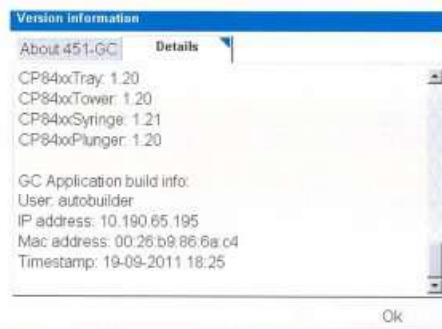 Version information
About 451-GC Details
CP84xxTray: 1.20
CP84xxTower: 1.20
CP84xxSyringe: 1.21
CP84xxPlunger: 1.20
GC Application build info:
User: autobuilder
IP address: 10.190.65.195
Mac address: 00:26:b9:86:6a:c4
Timestamp: 19-09-2011 18:25
Ok